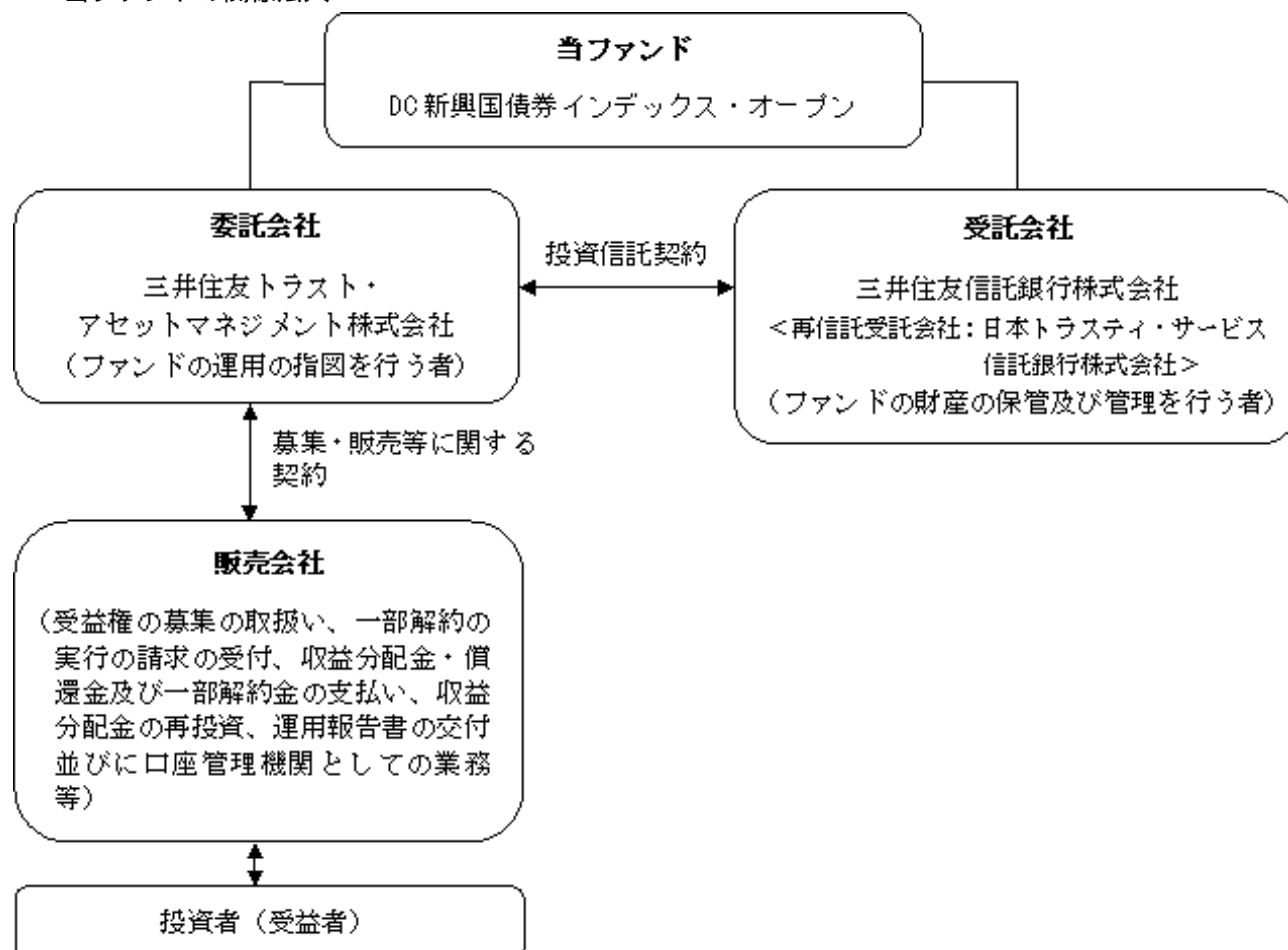 当ファンド
DC新興国債券インデックス・オープン
委託会社
三井住友トラスト・
アセットマネジメント株式会社
（ファンドの運用の指図を行う者）
投資信託契約
受託会社
三井住友信託銀行株式会社
＜再信託受託会社：日本トラスティ・サービス
信託銀行株式会社＞
（ファンドの財産の保管及び管理を行う者）
募集・販売等に関する
契約
販売会社
（受益権の募集の取扱い、一部解約の
実行の請求の受付、収益分配金・償
還金及び一部解約金の支払い、収益
分配金の再投資、運用報告書の交付
並びに口座管理機関としての業務
等）
投資者（受益者）